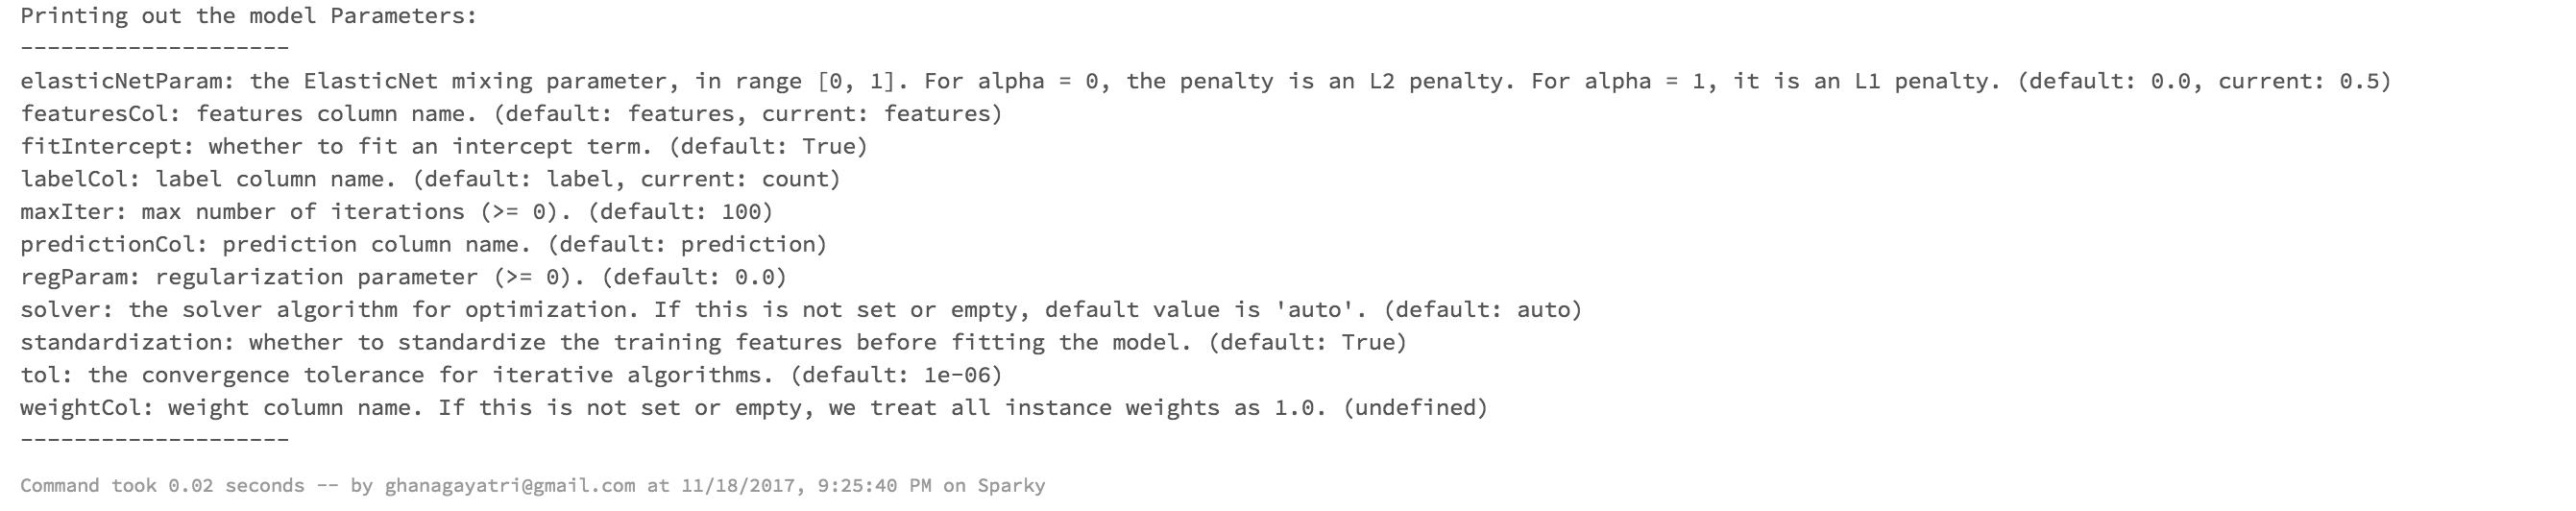 Printing out the model Parameters:
--------------------
elasticNetParam: the ElasticNet mixing parameter, in range [0, 1]. For alpha = 0, the penalty is an L2 penalty. For alpha = 1, it is an L1 penalty. (default: 0.0, current: 0.5)
featuresCol: features column name. (default: features, current: features)
fitIntercept: whether to fit an intercept term. (default: True)
labelCol: label column name. (default: label, current: count)
maxIter: max number of iterations (>= 0). (default: 100)
predictionCol: prediction column name. (default: prediction)
regParam: regularization parameter (>= 0). (default: 0.0)
solver: the solver algorithm for optimization. If this is not set or empty, default value is 'auto'. (default: auto)
standardization: whether to standardize the training features before fitting the model. (default: True)
tol: the convergence tolerance for iterative algorithms. (default: 1e-06)
weightCol: weight column name. If this is not set or empty, we treat all instance weights as 1.0. (undefined)
--------------------
Command took 0.02 seconds -- by ghanagayatri@gmail.com at 11/18/2017, 9:25:40 PM on Sparky